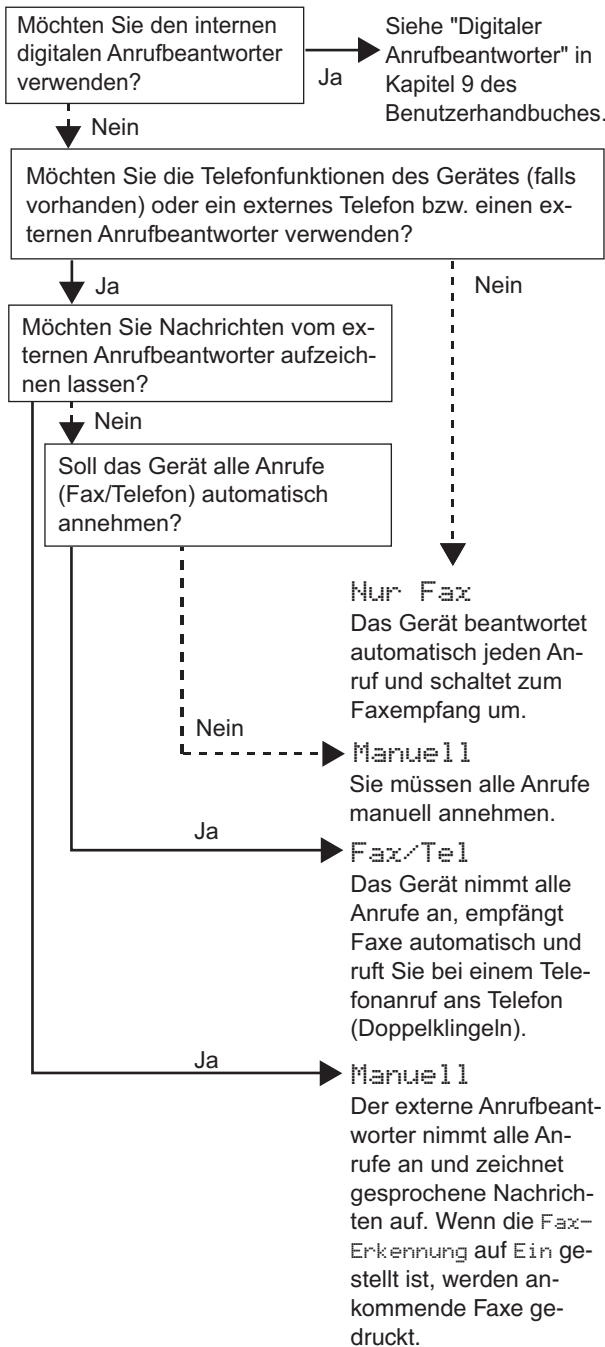 Möchten Sie den internen
digitalen Anrufbeantworter
verwenden?
Ja
Siehe "Digitaler
Anrufbeantworter" in
Kapitel 9 des
Benutzerhandbuches.
Nein
Möchten Sie die Telefonfunktionen des Gerätes (falls
vorhanden) oder ein externes Telefon bzw. einen ex-
ternen Anrufbeantworter verwenden?
Ja
Nein
Möchten Sie Nachrichten vom ex-
ternen Anrufbeantworter aufzeich-
nen lassen?
Nein
Soll das Gerät alle Anrufe
(Fax/Telefon) automatisch
annehmen?
Nur Fax
Das Gerät beantwortet
automatisch jeden An-
ruf und schaltet zum
Faxempfang um.
Nein
Manuell
Sie müssen alle Anrufe
manuell annehmen.
Ja
Fax/Tel
Das Gerät nimmt alle
Anrufe an, empfängt
Faxe automatisch und
ruft Sie bei einem Tele-
fonanruf ans Telefon
(Doppelklingeln).
Ja
Manuell
Der externe Anrufbeant-
worter nimmt alle An-
rufe an und zeichnet
gesprochene Nachrich-
ten auf. Wenn die Fax-
Erkennung auf Ein ge-
stellt ist, werden an-
kommende Faxe ge-
druckt.